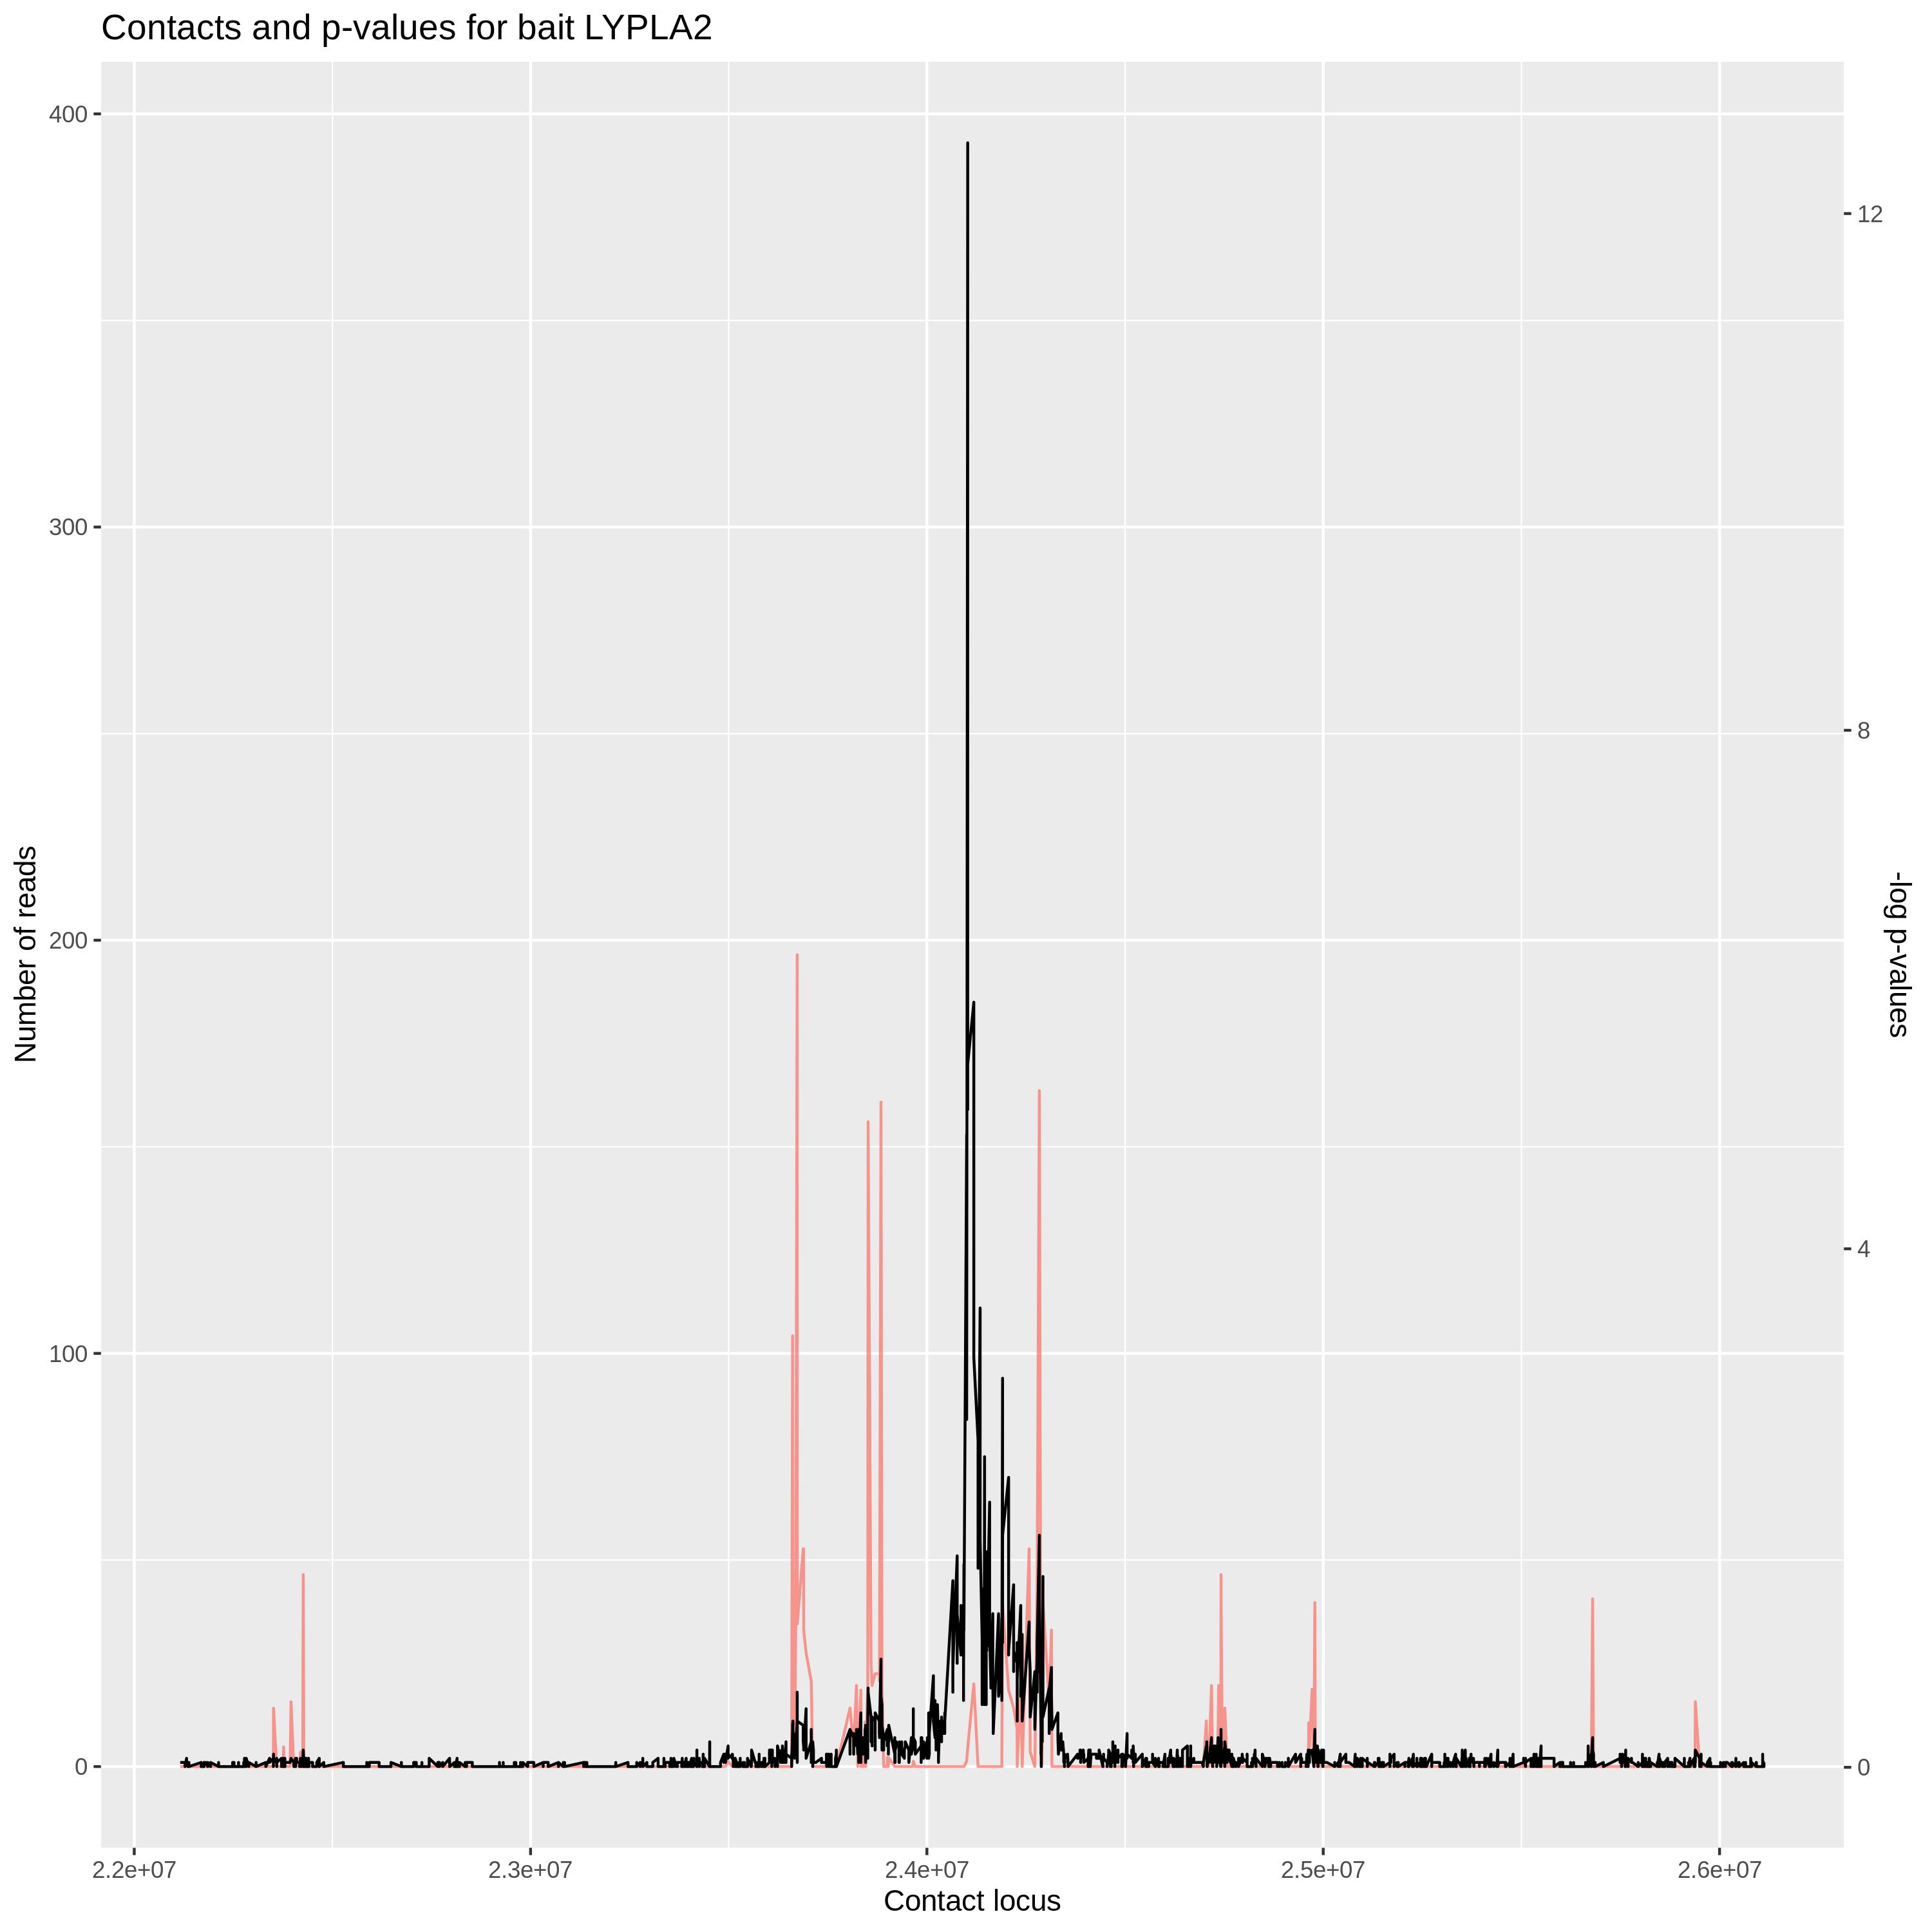 Contacts and p-values for bait LYPLA2
400
300
200
100
0
Number of reads
12
8
4
0
-log p-values
2.2e+07
2.3e+07
2.4e+07
2.5e+07
2.6e+07
Contact locus